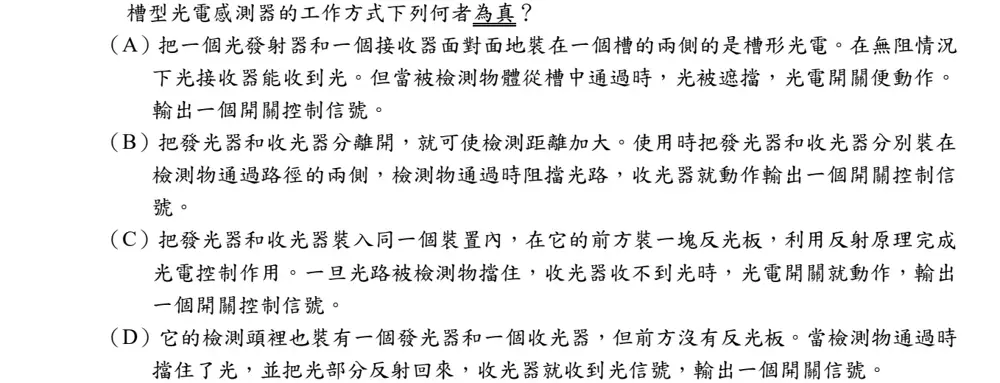 槽型光電感測器的工作方式下列何者為真？
（A）把一個光發射器和一個接收器面對面地裝在一個槽的兩側的是槽形光電。在無阻情況
下光接收器能收到光。但當被檢測物體從槽中通過時，光被遮擋，光電開關便動作。
輸出一個開關控制信號。
（B）把發光器和收光器分離開，就可使檢測距離加大。使用時把發光器和收光器分別裝在
檢測物通過路徑的兩側，檢測物通過時阻擋光路，收光器就動作輸出一個開關控制信
號。
（C）把發光器和收光器裝入同一個裝置內，在它的前方裝一塊反光板，利用反射原理完成
光電控制作用。一旦光路被檢測物擋住，收光器收不到光時，光電開關就動作，輸出
一個開關控制信號。
（D）它的檢測頭裡也裝有一個發光器和一個收光器，但前方沒有反光板。當檢測物通過時
擋住了光，並把光部分反射回來，收光器就收到光信號，輸出一個開關信號。